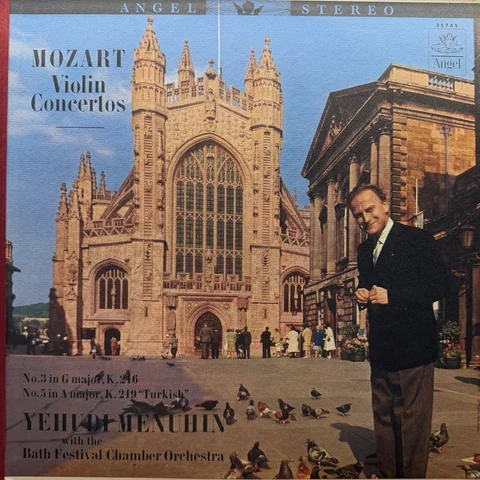 ANGEL STEREO
35745
Angel
MOZART
Violin
Concertos
No.3 in G major, K. 216
No.5 in A major, K. 219 "Turkish"
YEHUDI MENUHIN
with the
Bath Festival Chamber Orchestra